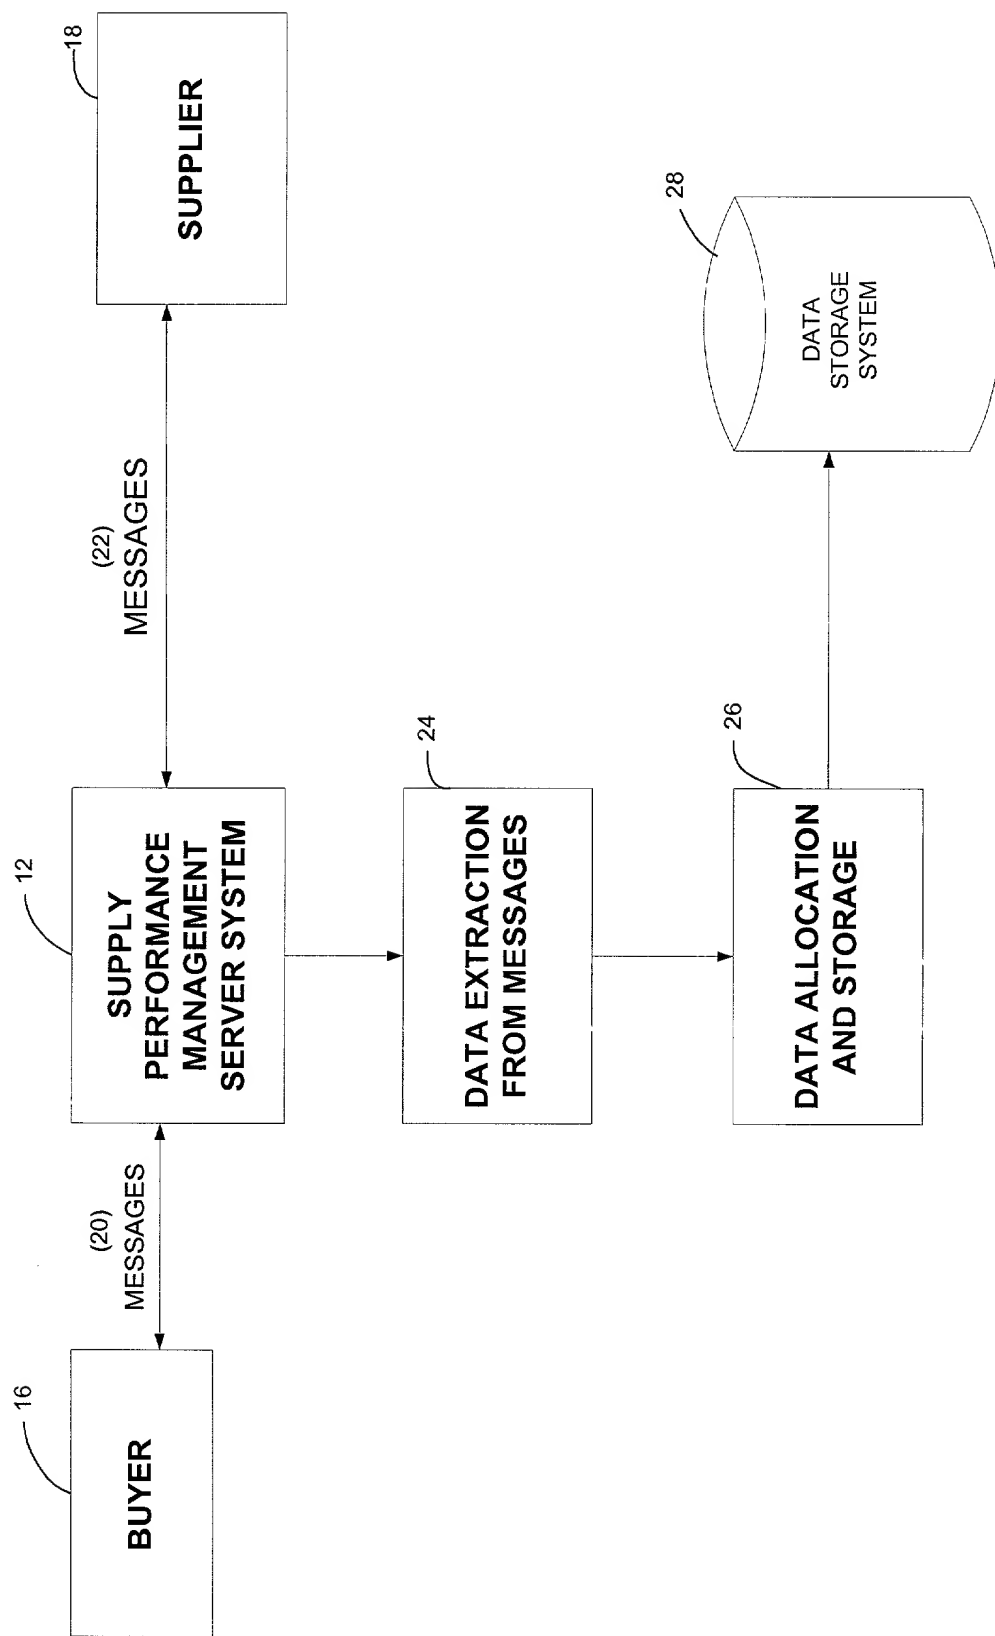 16
BUYER
(20)
MESSAGES
12
SUPPLY
PERFORMANCE
MANAGEMENT
SERVER SYSTEM
(22)
MESSAGES
18
SUPPLIER
24
DATA EXTRACTION
FROM MESSAGES
26
DATA ALLOCATION
AND STORAGE
28
DATA
STORAGE
SYSTEM